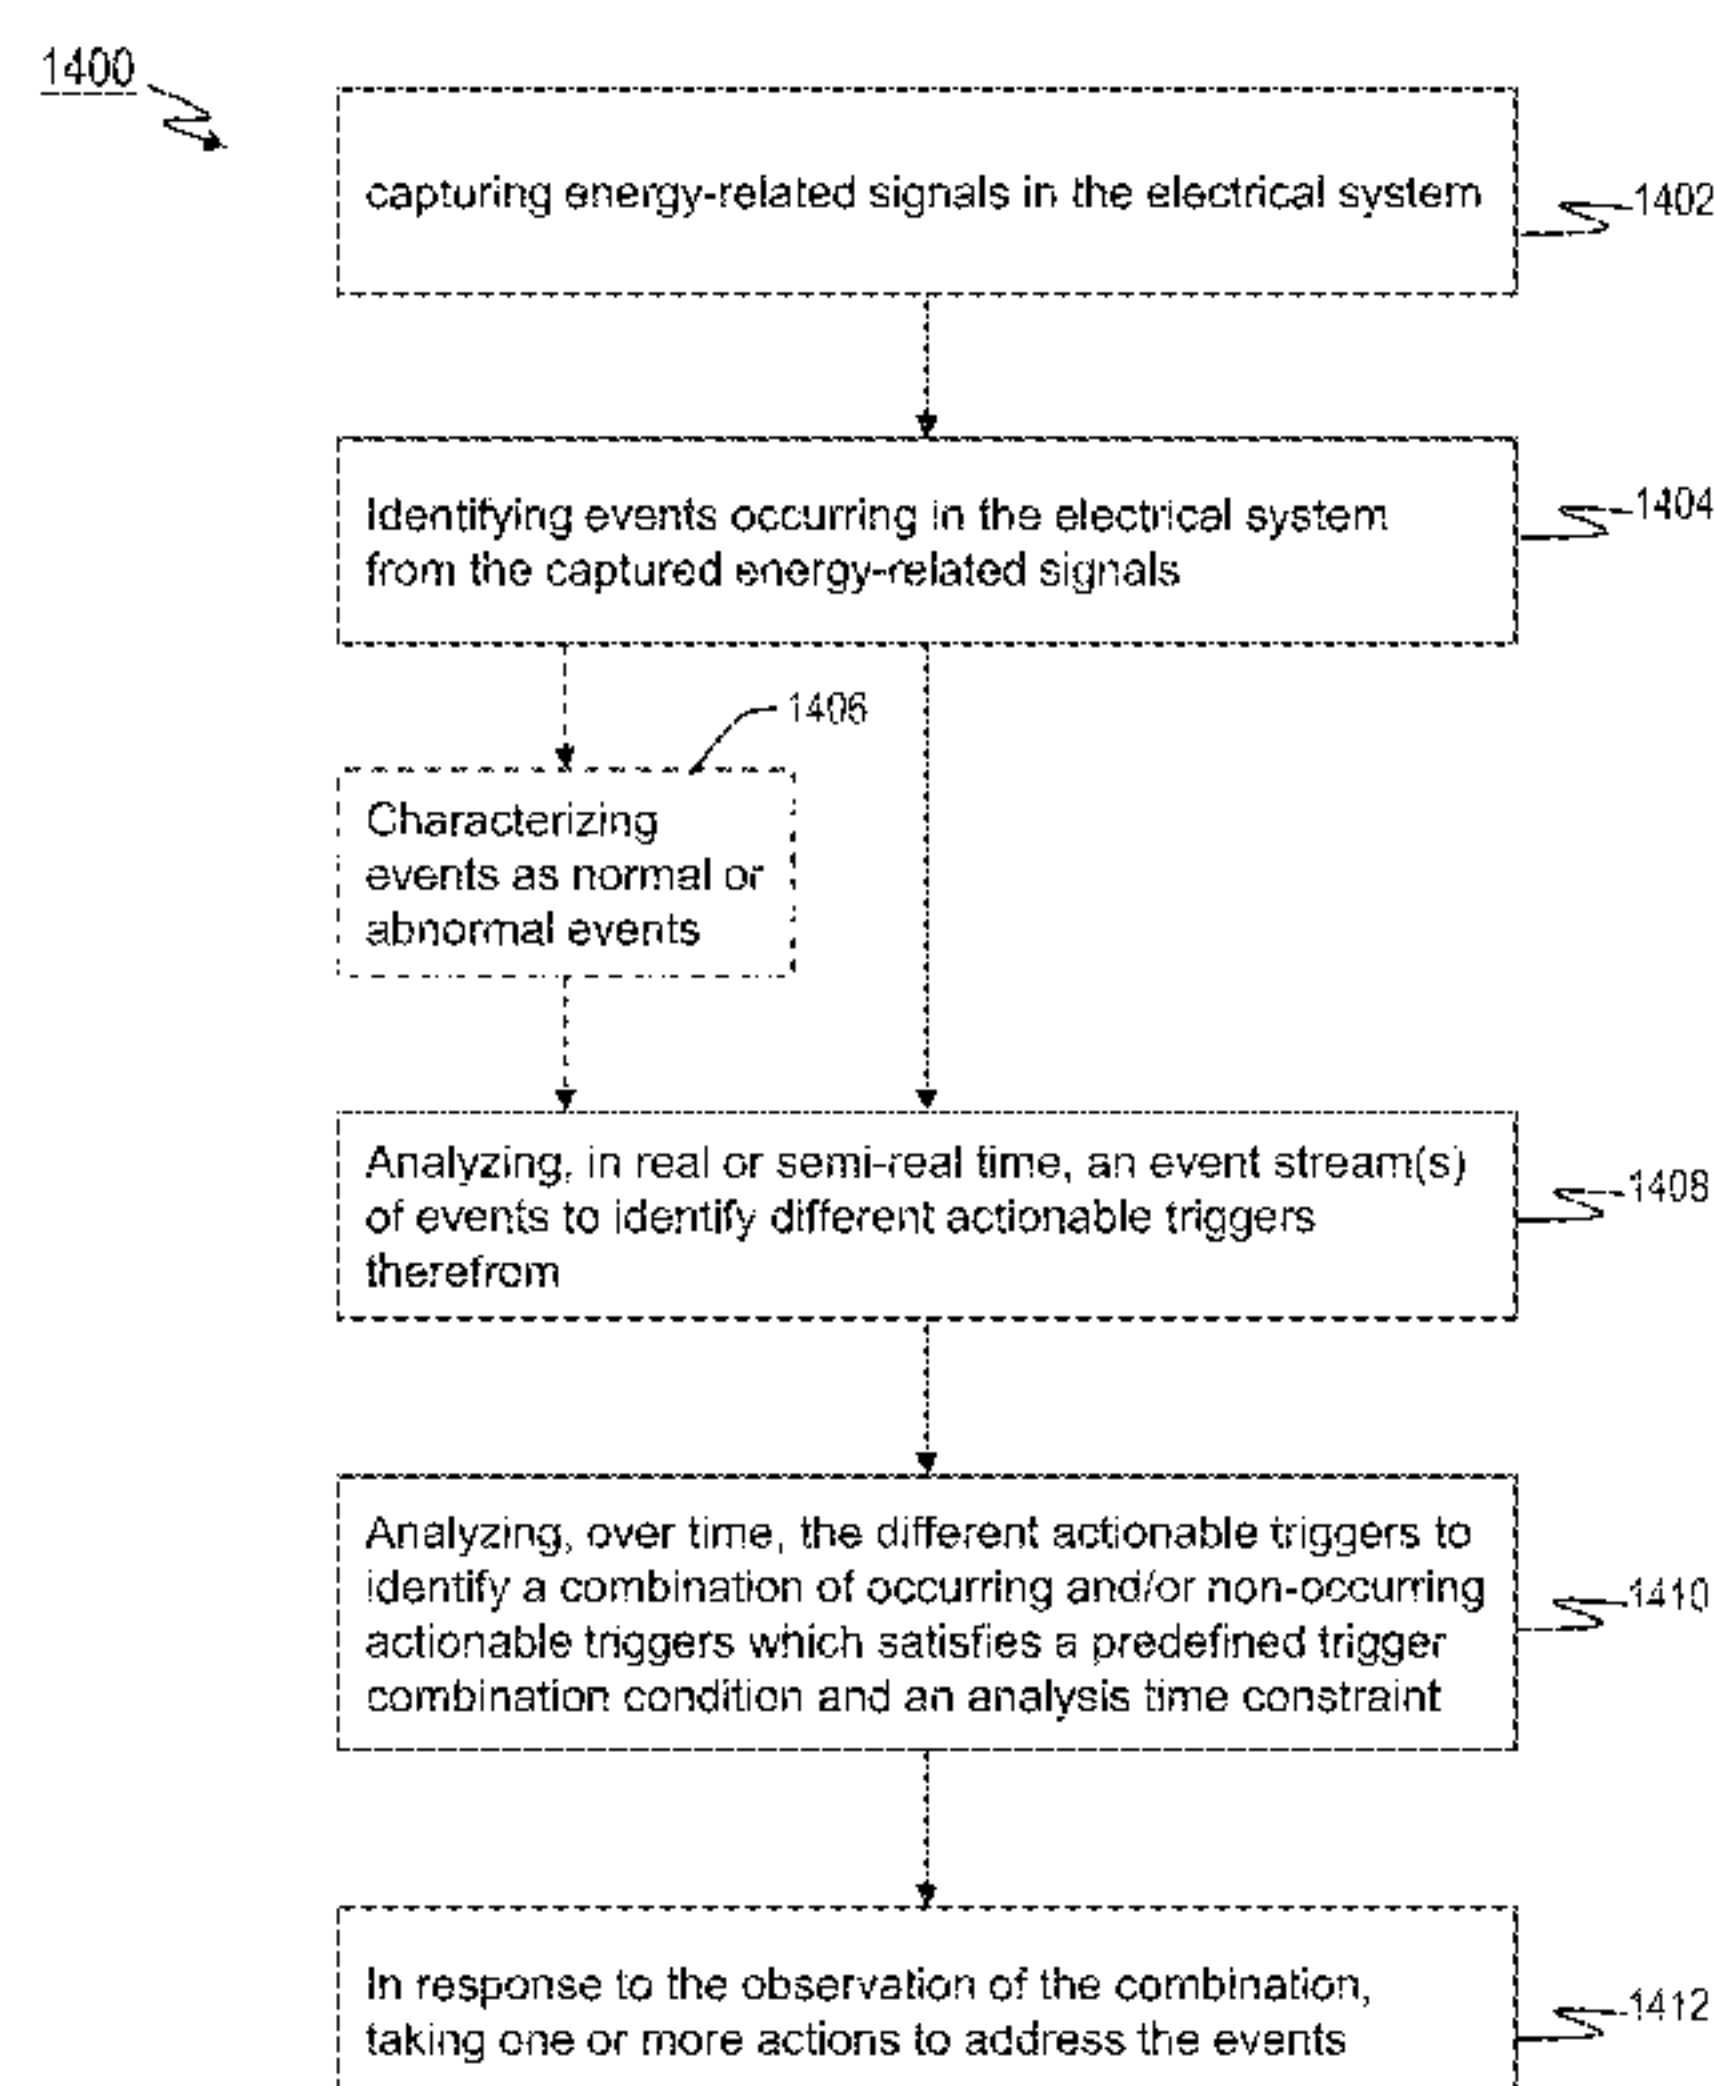 1400
capturing energy-related signals in the electrical system
1402
Identifying events occurring in the electrical system
from the captured energy-related signals
1404
1406
Characterizing
events as normal or
abnormal events
Analyzing, in real or semi-real time, an event stream(s)
of events to identify different actionable triggers
therefrom
1408
Analyzing, over time, the different actionable triggers to
identify a combination of occurring and/or non-occurring
actionable triggers which satisfies a predefined trigger
combination condition and an analysis time constraint
1410
In response to the observation of the combination,
taking one or more actions to address the events
1412